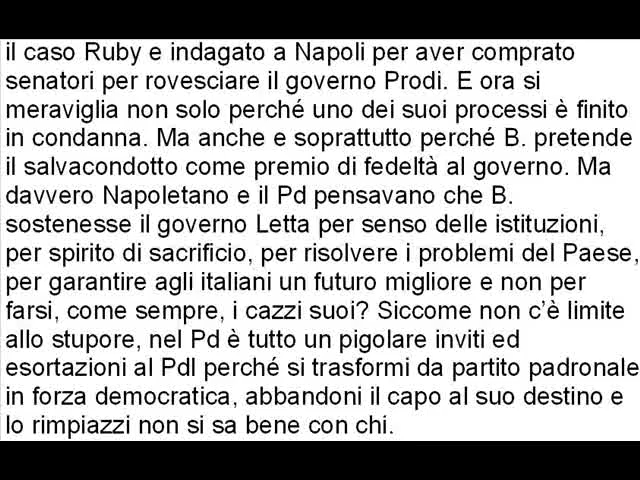 il caso Ruby e indagato a Napoli per aver comprato
senatori per rovesciare il governo Prodi. E ora si
meraviglia non solo perché uno dei suoi processi è finito
in condanna. Ma anche e soprattutto perché B. pretende
il salvacondotto come premio di fedeltà al governo. Ma
davvero Napoletano e il Pd pensavano che B.
sostenesse il governo Letta per senso delle istituzioni,
per spirito di sacrificio, per risolvere i problemi del Paese,
per garantire agli italiani un futuro migliore e non per
farsi, come sempre, i cazzi suoi? Siccome non c’è limite
allo stupore, nel Pd è tutto un pigolare inviti ed
esortazioni al Pdl perché si trasformi da partito padronale
in forza democratica, abbandoni il capo al suo destino e
lo rimpiazzi non si sa bene con chi.